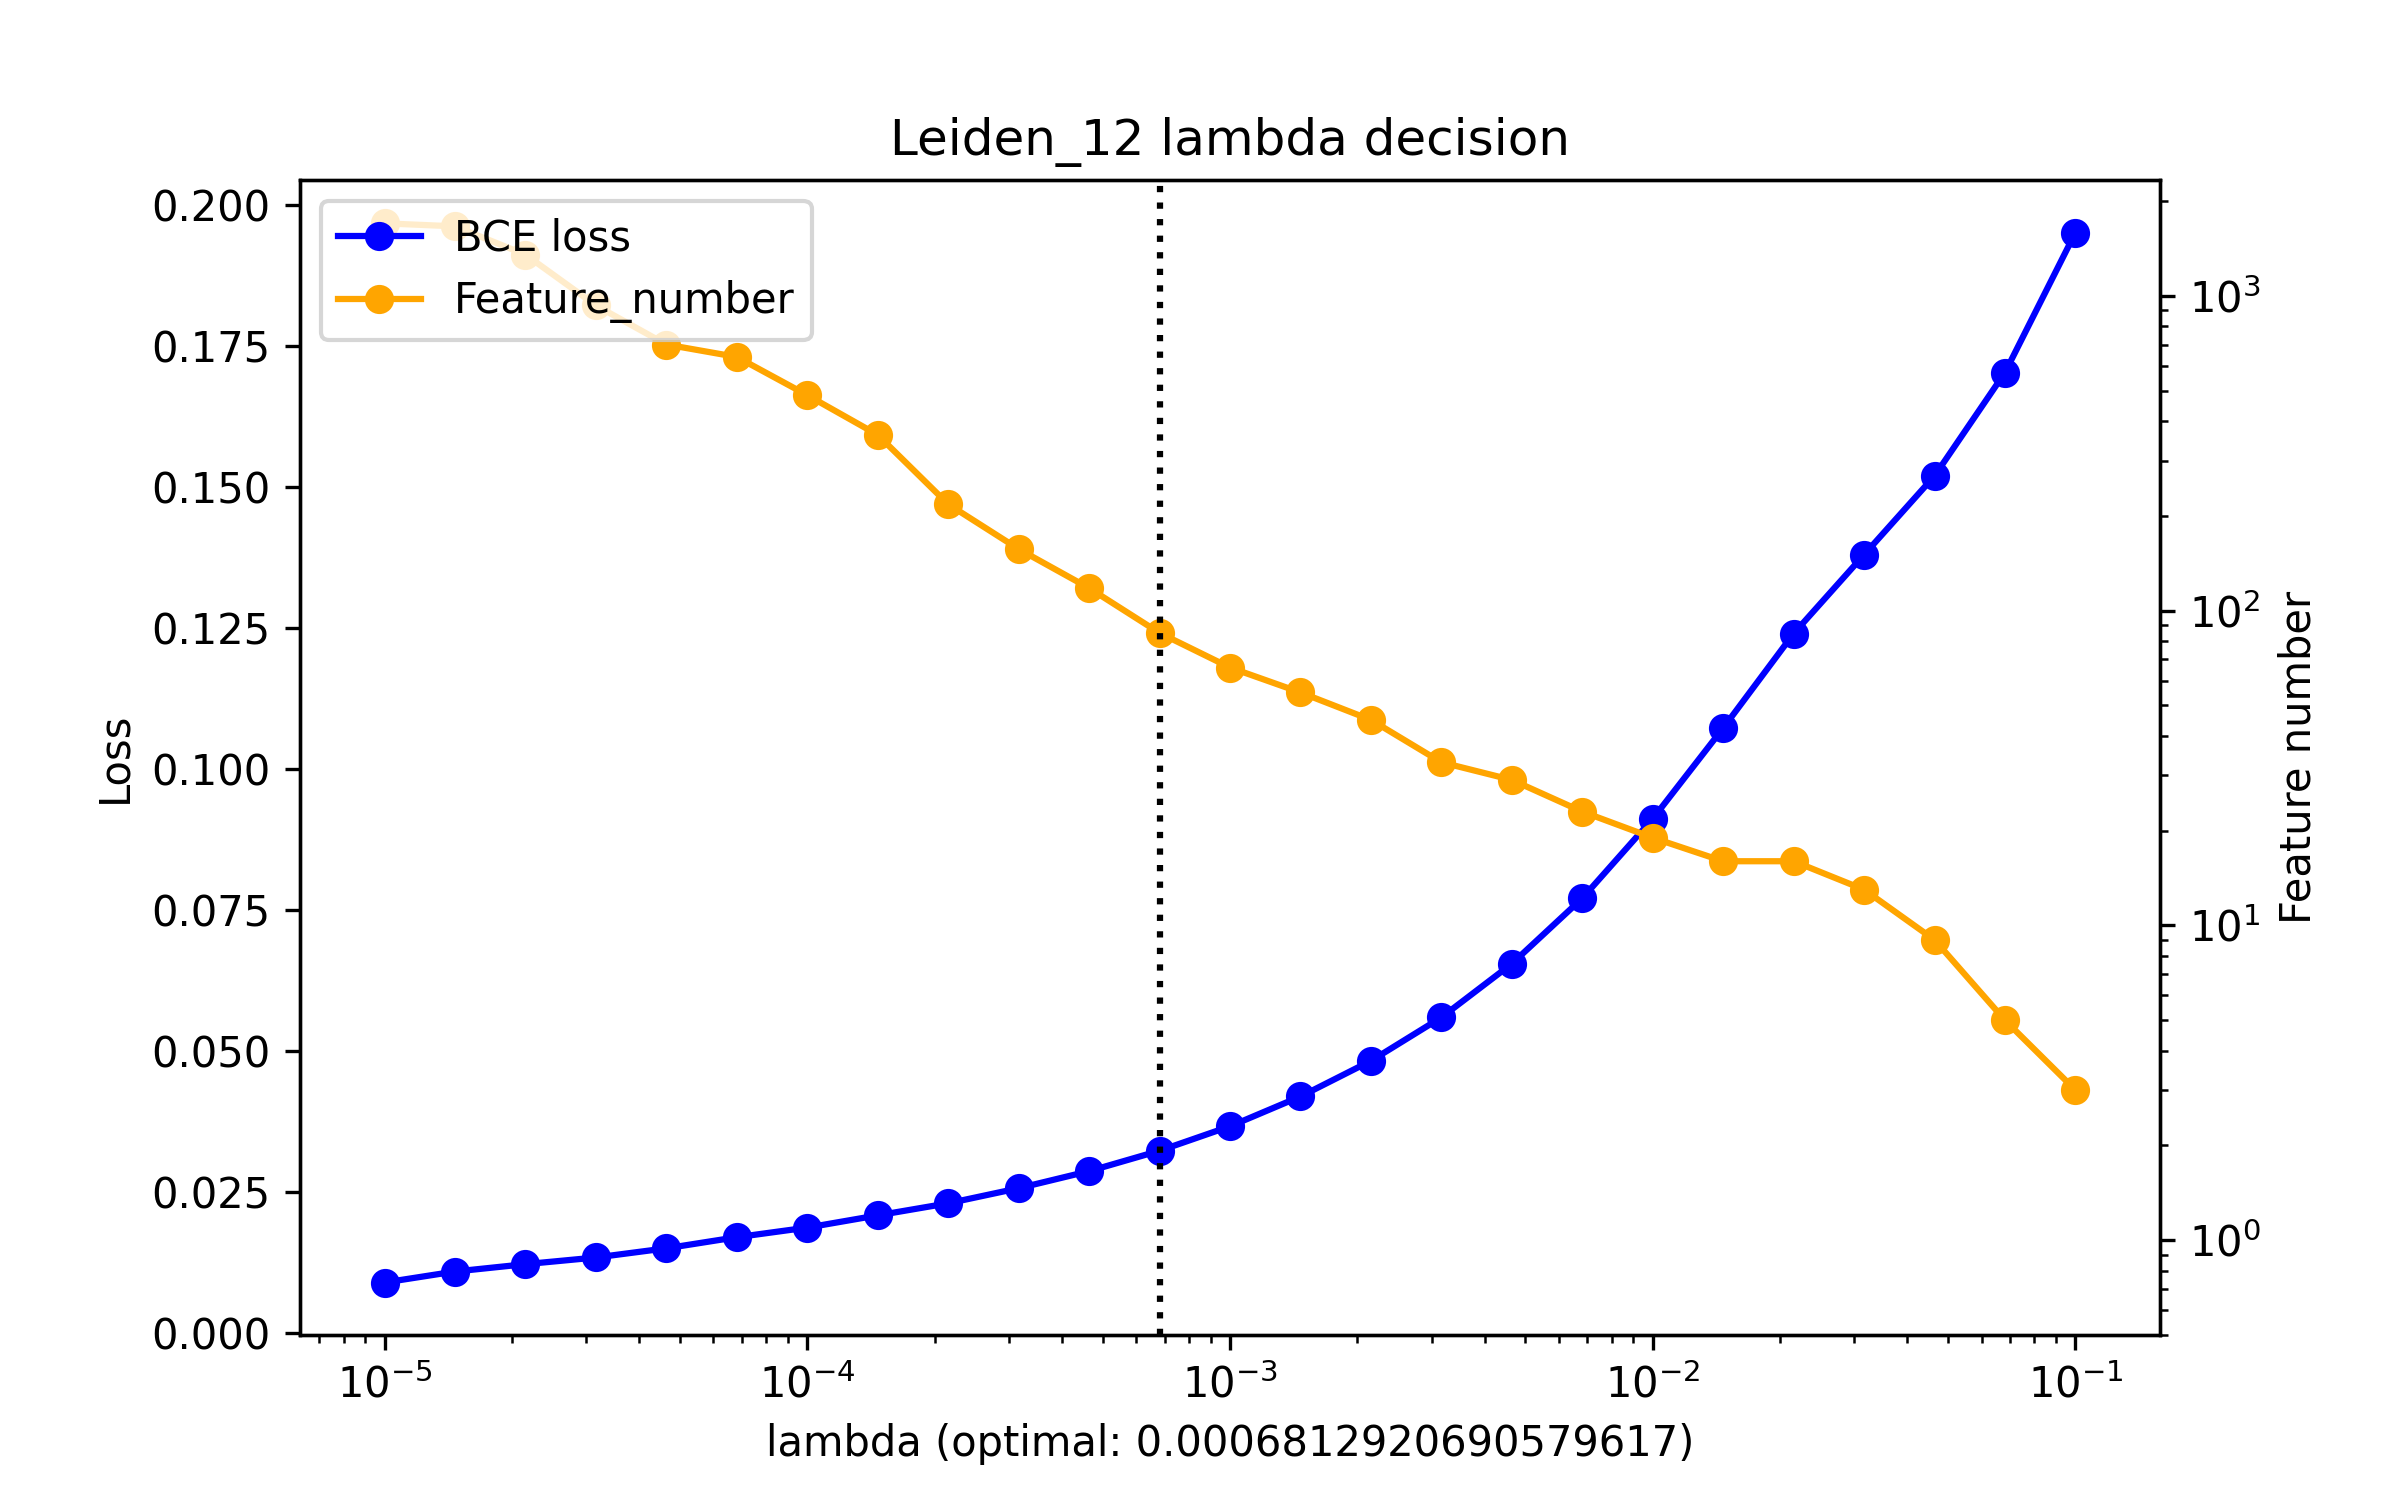 Leiden_12 lambda decision
BCE loss
Feature_number
0.200
0.175
0.150
0.125
0.100
0.075
0.050
0.025
0.000
Loss
10³
10²
10¹
10⁰
Feature number
10⁻⁵ 10⁻⁴ 10⁻³ 10⁻² 10⁻¹
lambda (optimal: 0.0006812920690579617)